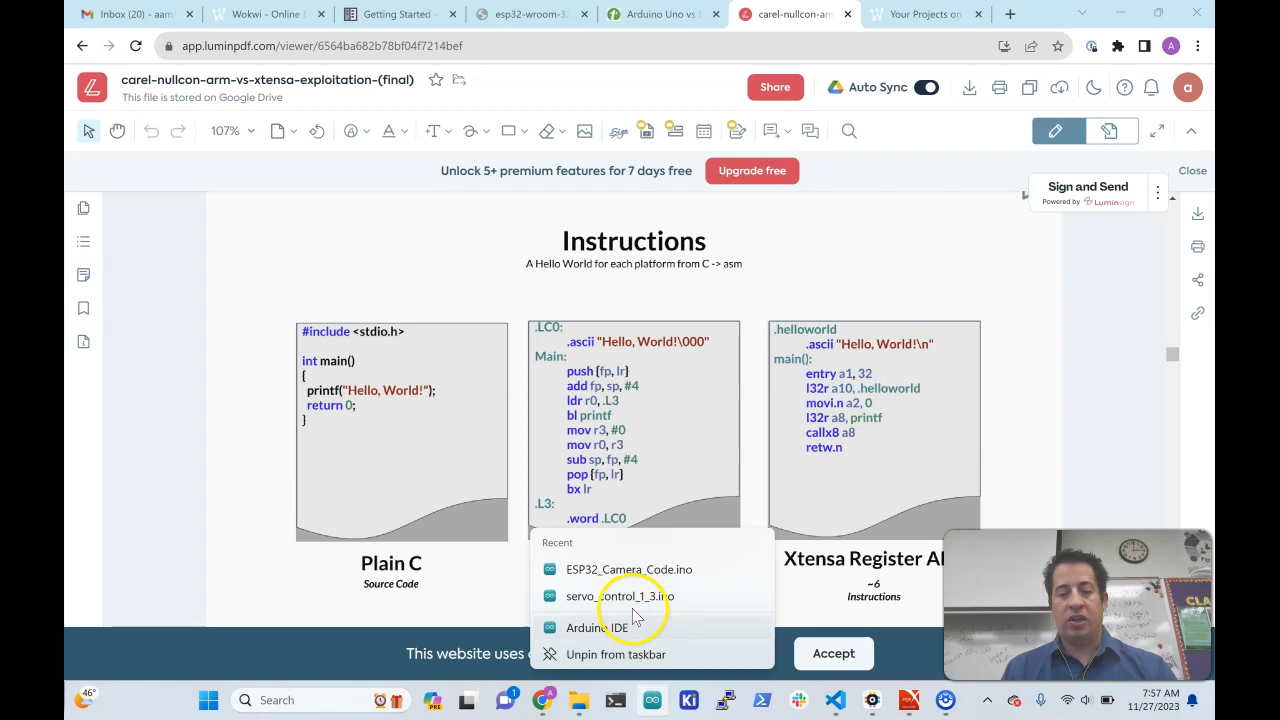 Inbox (20) - aam
Wokwi - Online E
Getting Started -
esp32-wroom-32
Arduino Uno vs E
carel-nullcon-arm
Your Projects on
app.luminpdf.com/viewer/6564ba682b78bf04f7214bef
A
carel-nullcon-arm-vs-xtensa-exploitation-(final)
This file is stored on Google Drive
Share
Auto Sync
a
107%
Sign
Unlock 5+ premium features for 7 days free
Upgrade free
Close
Sign and Send
Powered by Luminsign
Instructions
A Hello World for each platform from C -> asm
#include <stdio.h>
int main()
{
printf("Hello, World!");
return 0;
}
Plain C
Source Code
.LC0:
.ascii "Hello, World!\000"
Main:
push {fp, lr}
add fp, sp, #4
ldr r0, .L3
bl printf
mov r3, #0
mov r0, r3
sub sp, fp, #4
pop {fp, lr}
bx lr
.L3:
.word .LC0
.helloworld
.ascii "Hello, World!\n"
main():
entry a1, 32
l32r a10, .helloworld
movi.n a2, 0
l32r a8, printf
callx8 a8
retw.n
Xtensa Register A
~6
Instructions
Recent
ESP32_Camera_Code.ino
servo_control_1_3.ino
Arduino IDE
Unpin from taskbar
This website uses
Accept
CLA
46°
Search
PRE
1
Ki
7:57 AM
11/27/2023